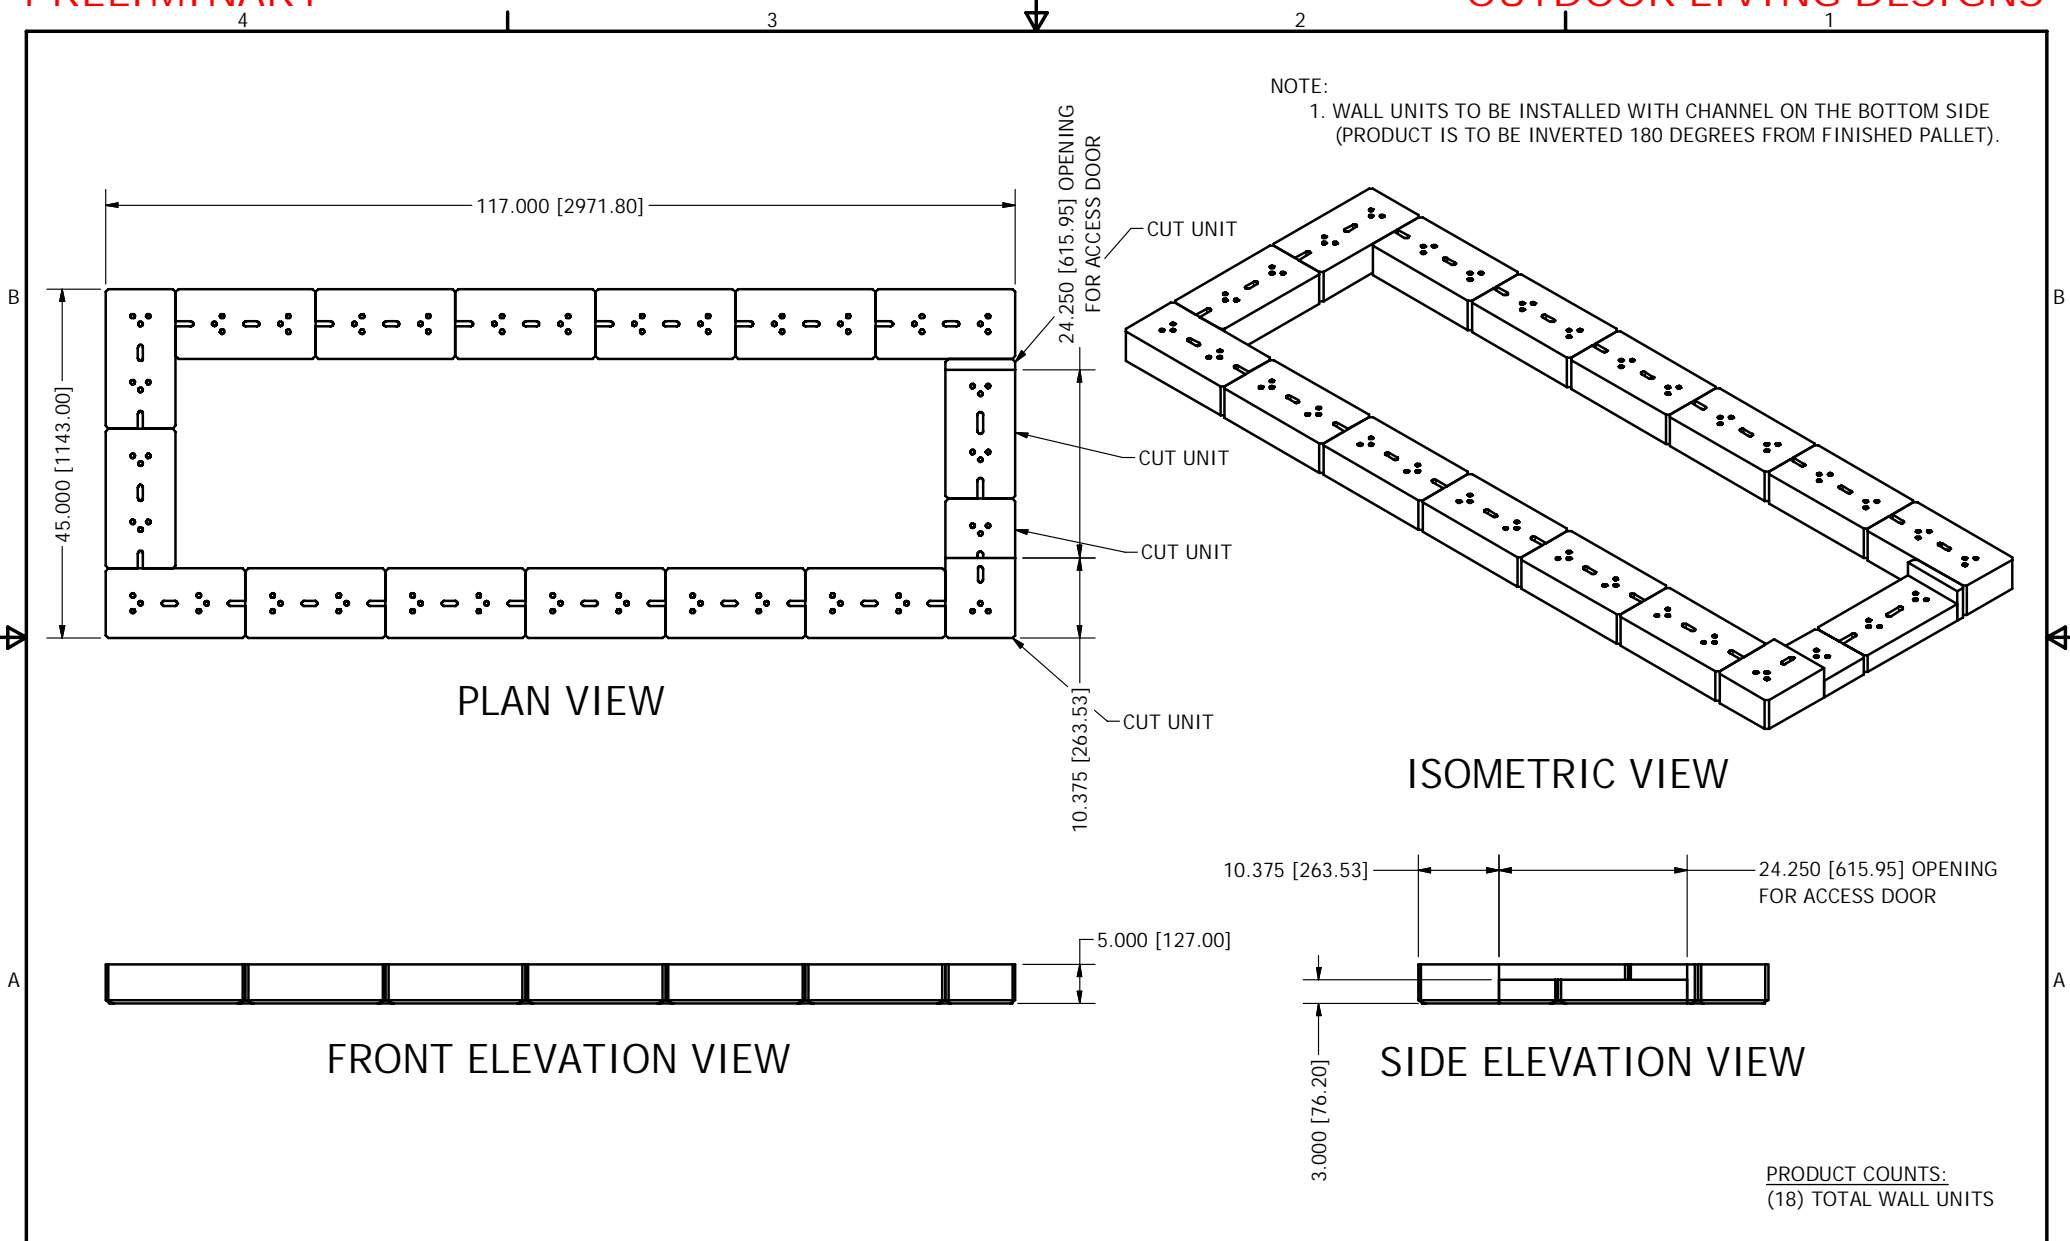 PRELIMINARY
OUTDOOR LIVING DESIGNS
4
3
2
1
NOTE:
1. WALL UNITS TO BE INSTALLED WITH CHANNEL ON THE BOTTOM SIDE
(PRODUCT IS TO BE INVERTED 180 DEGREES FROM FINISHED PALLET).
117.000 [2971.80]
24.250 [615.95] OPENING
FOR ACCESS DOOR
CUT UNIT
B
B
45.000 [1143.00]
CUT UNIT
CUT UNIT
10.375 [263.53]
CUT UNIT
PLAN VIEW
ISOMETRIC VIEW
10.375 [263.53]
24.250 [615.95] OPENING
FOR ACCESS DOOR
5.000 [127.00]
A
A
3.000 [76.20]
FRONT ELEVATION VIEW
SIDE ELEVATION VIEW
PRODUCT COUNTS:
(18) TOTAL WALL UNITS